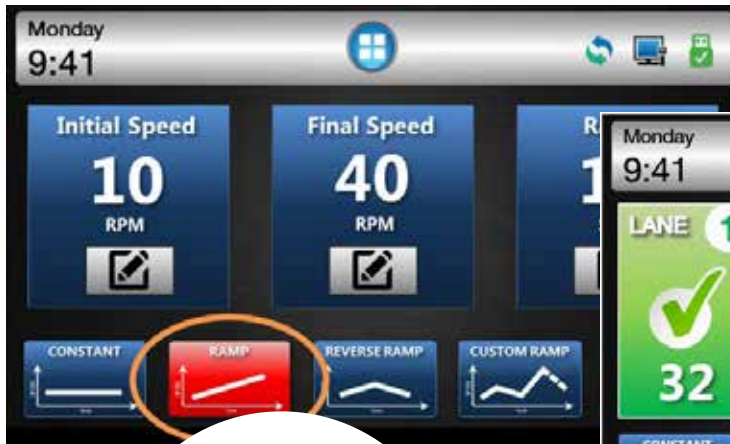 Monday
9:41
Initial Speed
10
RPM
Final Speed
40
RPM
CONSTANT
RAMP
REVERSE RAMP
CUSTOM RAMP
Monday
9:41
LANE
32
CONSTANT